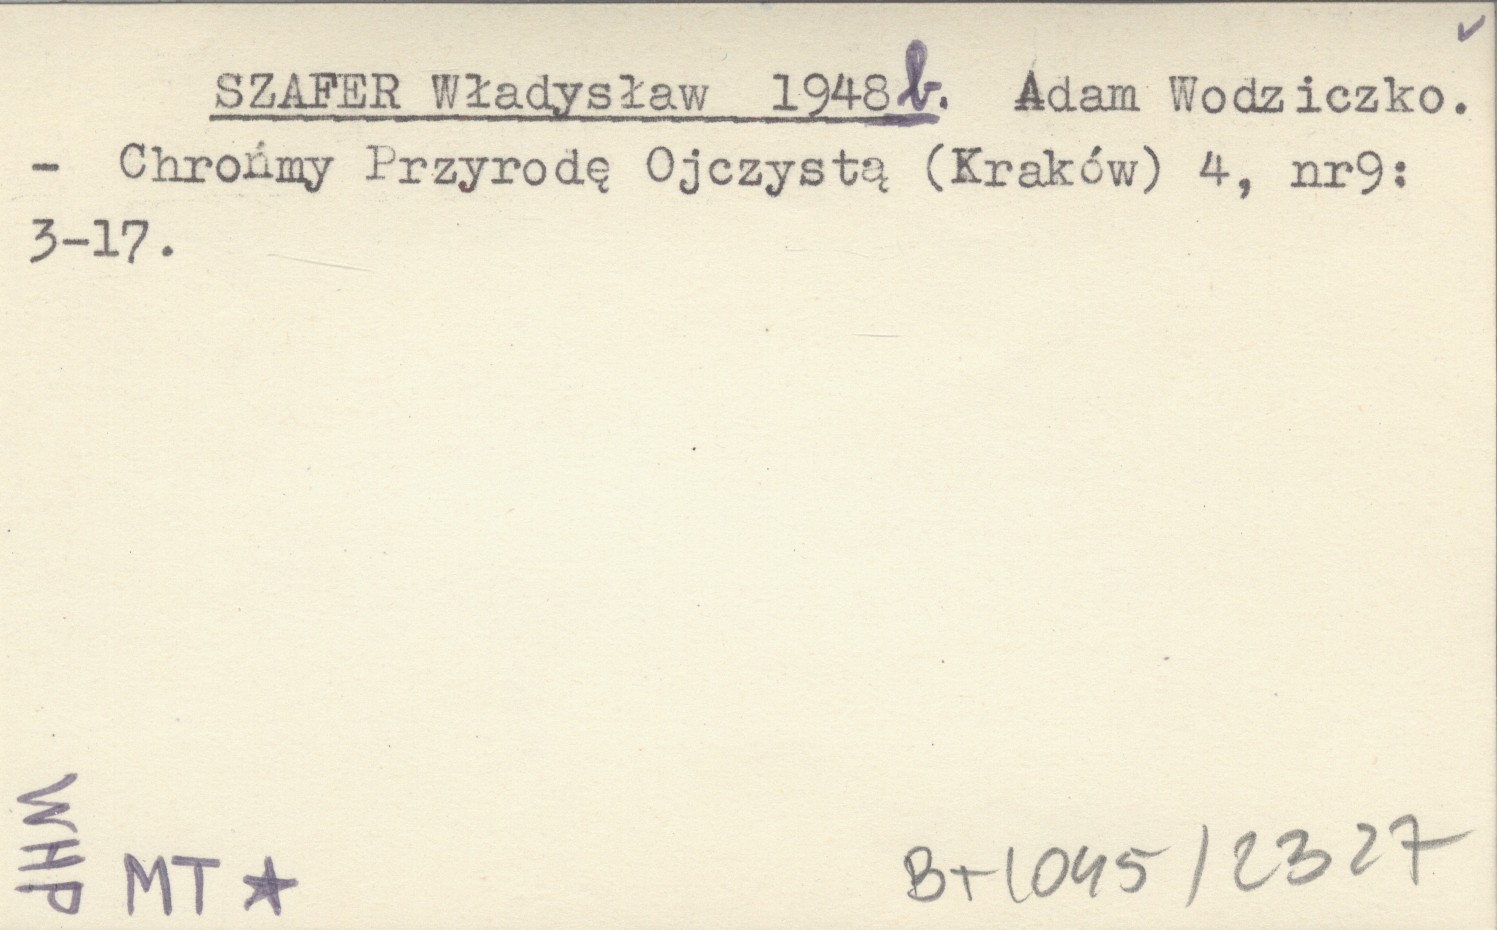 SZAFER Władysław 1948b. Adam Wodziczko.
- Chrońmy Przyrodę Ojczystą (Kraków) 4, nr9:
3-17.
WHP
MT ★
B+1045/2327